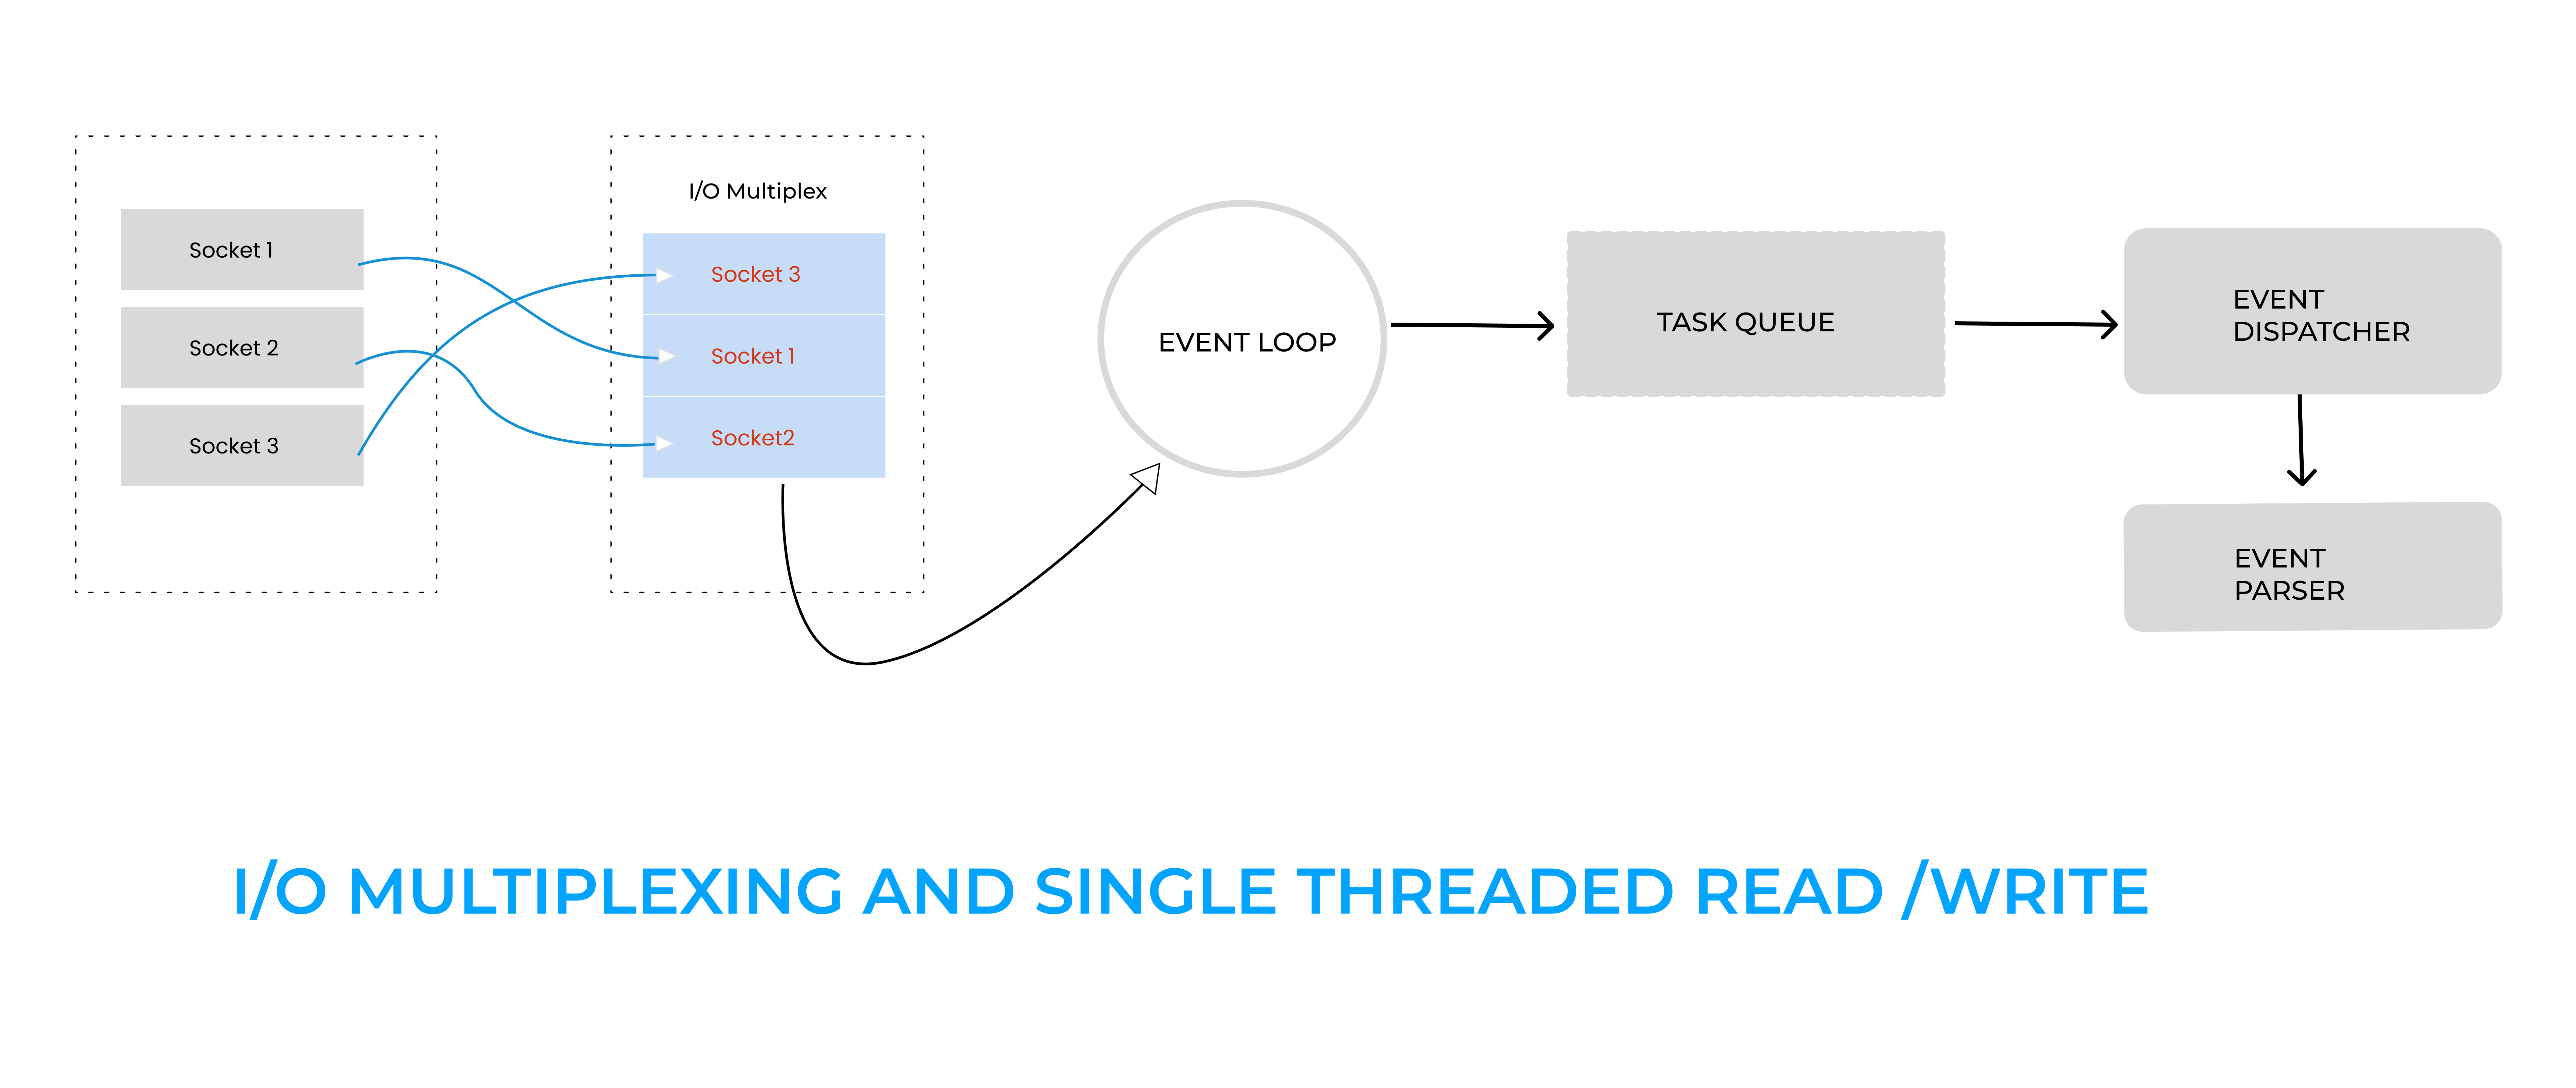 Socket 1
Socket 2
Socket 3
I/O Multiplex
Socket 3
Socket 1
Socket2
EVENT LOOP
TASK QUEUE
EVENT
DISPATCHER
EVENT
PARSER
I/O MULTIPLEXING AND SINGLE THREADED READ /WRITE